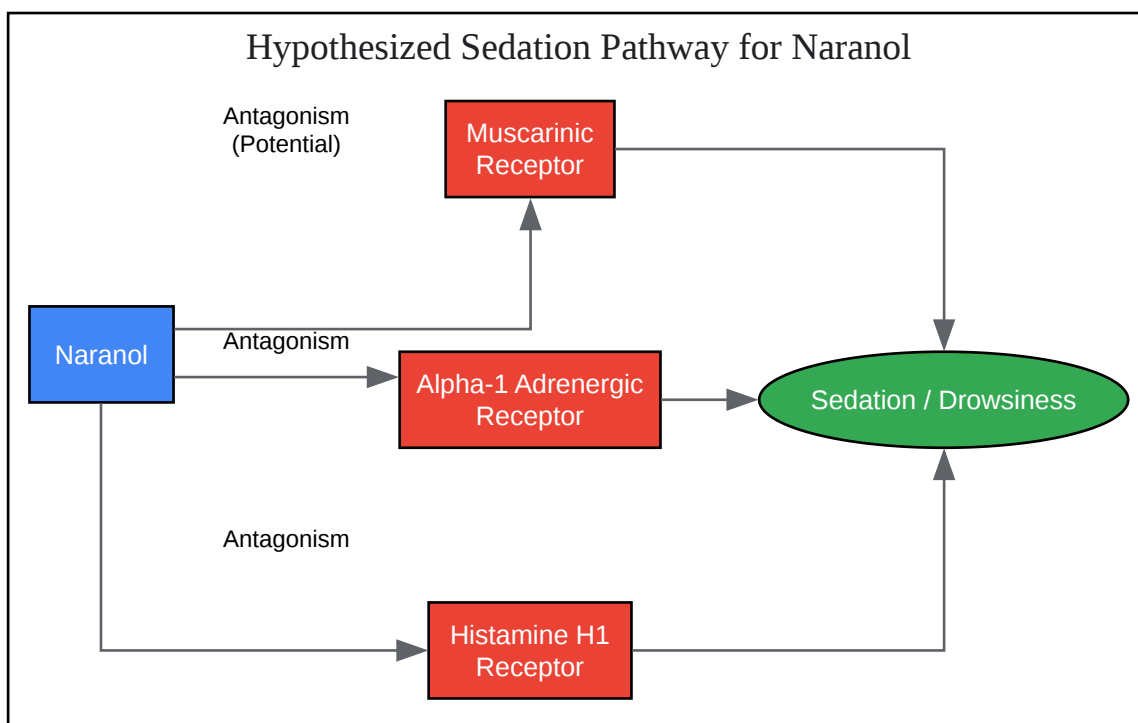 Hypothesized Sedation Pathway for Naranol
Antagonism
(Potential)
Muscarinic
Receptor
Naranol
Antagonism
Alpha-1 Adrenergic
Receptor
Sedation / Drowsiness
Antagonism
Histamine H1
Receptor